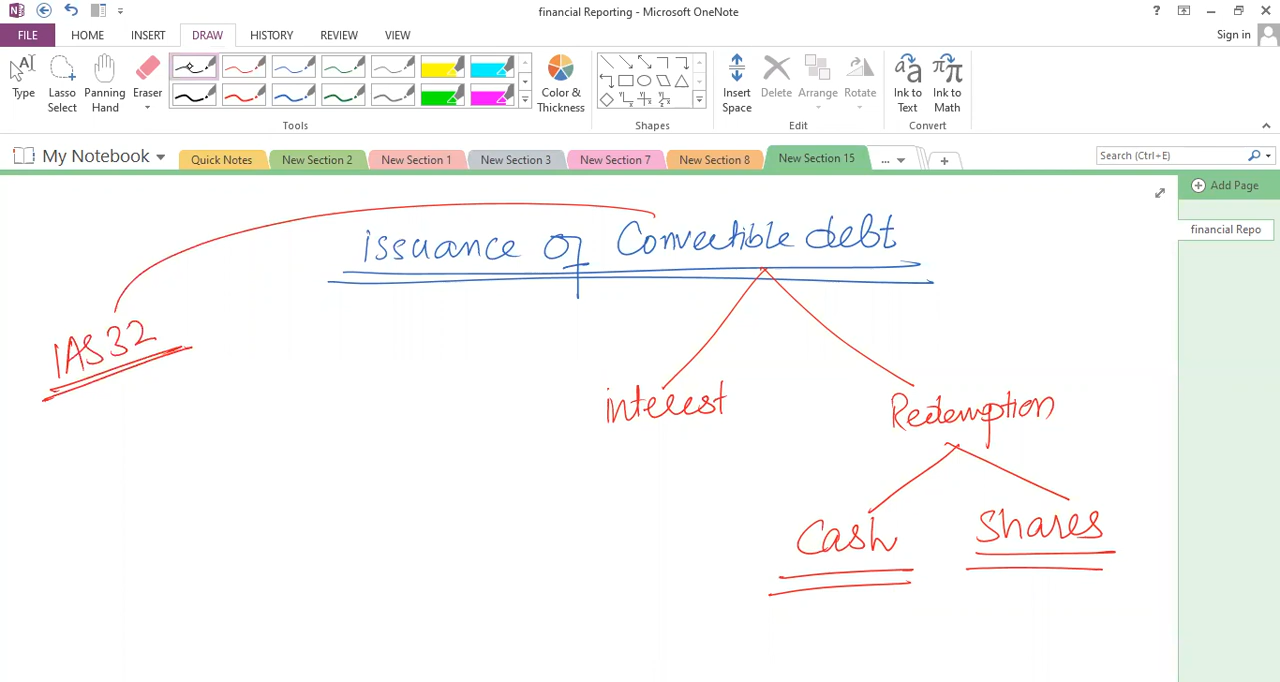 financial Reporting - Microsoft OneNote
?
FILE HOME INSERT DRAW HISTORY REVIEW VIEW
Sign in
Type Lasso Select Panning Hand Eraser
Color & Thickness
Insert Space Delete Arrange Rotate
Ink to Text Ink to Math
Tools Shapes Edit Convert
My Notebook Quick Notes New Section 2 New Section 1 New Section 3 New Section 7 New Section 8 New Section 15 ... +
Search (Ctrl+E)
Add Page
financial Repo
issuance of Convertible debt
IAS32
interest
Redemption
Cash
Shares